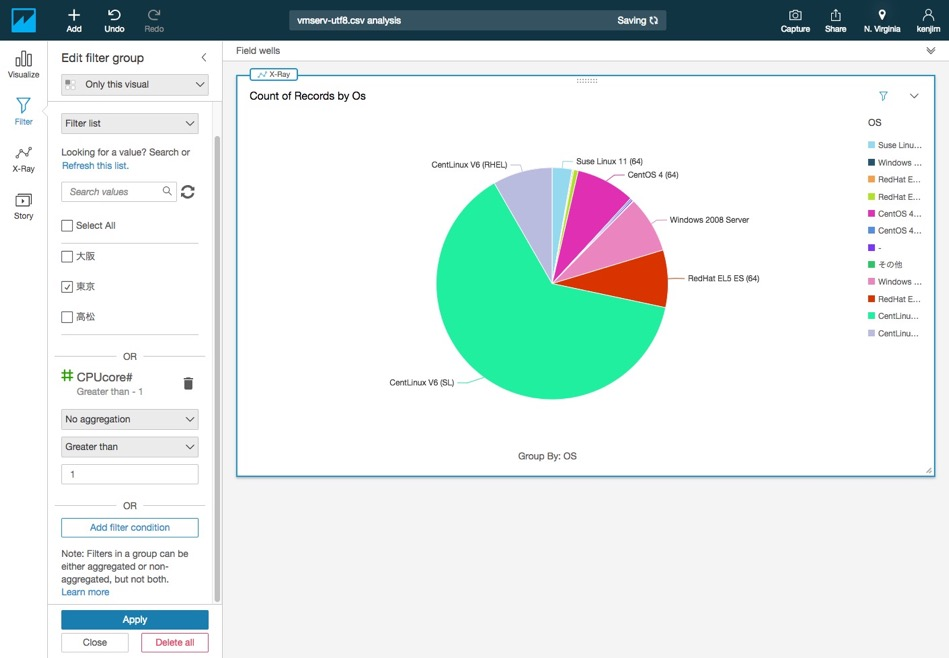 Add
Undo
Redo
vmserv-utf8.csv analysis
Saving
Capture
Share
N. Virginia
kenjim
Visualize
Filter
X-Ray
Story
Edit filter group
Only this visual
Filter list
Looking for a value? Search or
Refresh this list.
Search values
Select All
大阪
東京
高松
OR
CPUcore#
Greater than - 1
No aggregation
Greater than
1
OR
Add filter condition
Note: Filters in a group can be
either aggregated or non-
aggregated, but not both.
Learn more
Apply
Close
Delete all
Field wells
X-Ray
Count of Records by Os
CentLinux V6 (RHEL)
Suse Linux 11 (64)
CentOS 4 (64)
Windows 2008 Server
RedHat EL5 ES (64)
CentLinux V6 (SL)
Group By: OS
OS
Suse Linu...
Windows ...
RedHat E...
RedHat E...
CentOS 4...
CentOS 4...
-
その他
Windows ...
RedHat E...
CentLinu...
CentLinu...